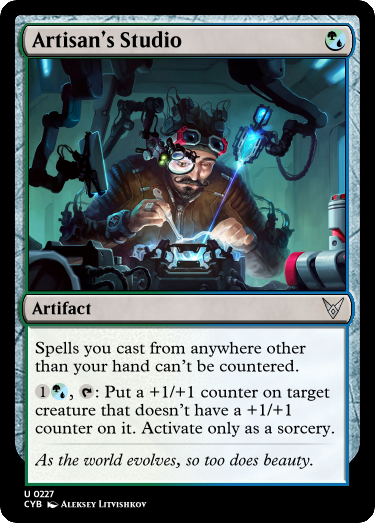 Artisan's Studio
Artifact
Spells you cast from anywhere other
than your hand can't be countered.
1, : Put a +1/+1 counter on target
creature that doesn't have a +1/+1
counter on it. Activate only as a sorcery.
As the world evolves, so too does beauty.
U 0227
CYB Aleksey Litvishkov